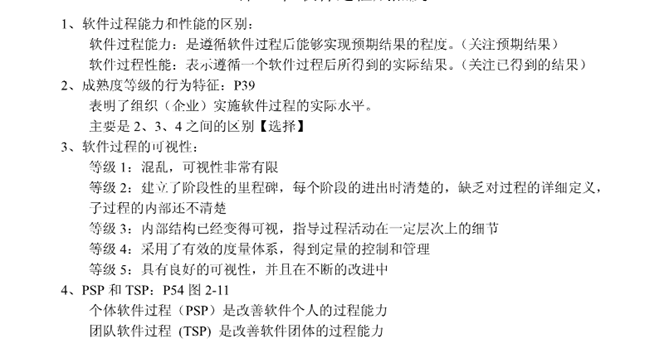 1、软件过程能力和性能的区别：
软件过程能力：是遵循软件过程后能够实现预期结果的程度。（关注预期结果）
软件过程性能：表示遵循一个软件过程后所得到的实际结果。（关注已得到的结果）
2、成熟度等级的行为特征：P39
表明了组织（企业）实施软件过程的实际水平。
主要是 2、3、4 之间的区别【选择】
3、软件过程的可视性：
等级 1：混乱，可视性非常有限
等级 2：建立了阶段性的里程碑，每个阶段的进出时清楚的，缺乏对过程的详细定义，
子过程的内部还不清楚
等级 3：内部结构已经变得可视，指导过程活动在一定层次上的细节
等级 4：采用了有效的度量体系，得到定量的控制和管理
等级 5：具有良好的可视性，并且在不断的改进中
4、PSP 和 TSP：P54 图 2-11
个体软件过程（PSP）是改善软件个人的过程能力
团队软件过程 (TSP) 是改善软件团体的过程能力